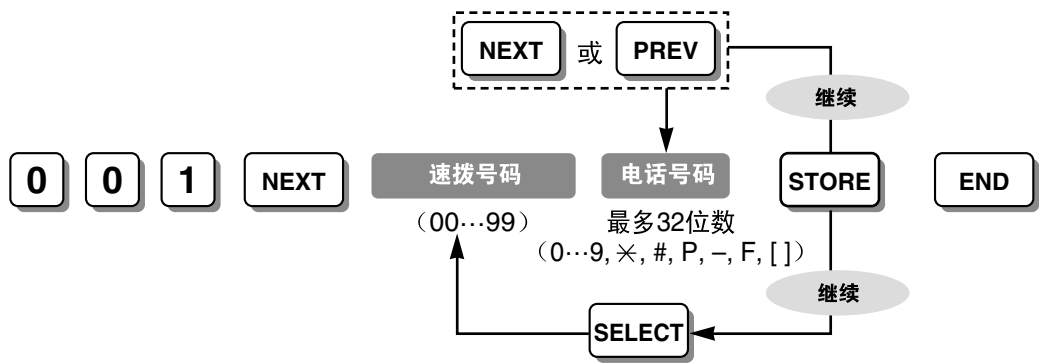 NEXT 或 PREV
继续
0 0 1 NEXT 速拨号码 电话号码 STORE END
(00…99) 最多32位数
(0…9, ✳, #, P, –, F, [ ])
继续
SELECT